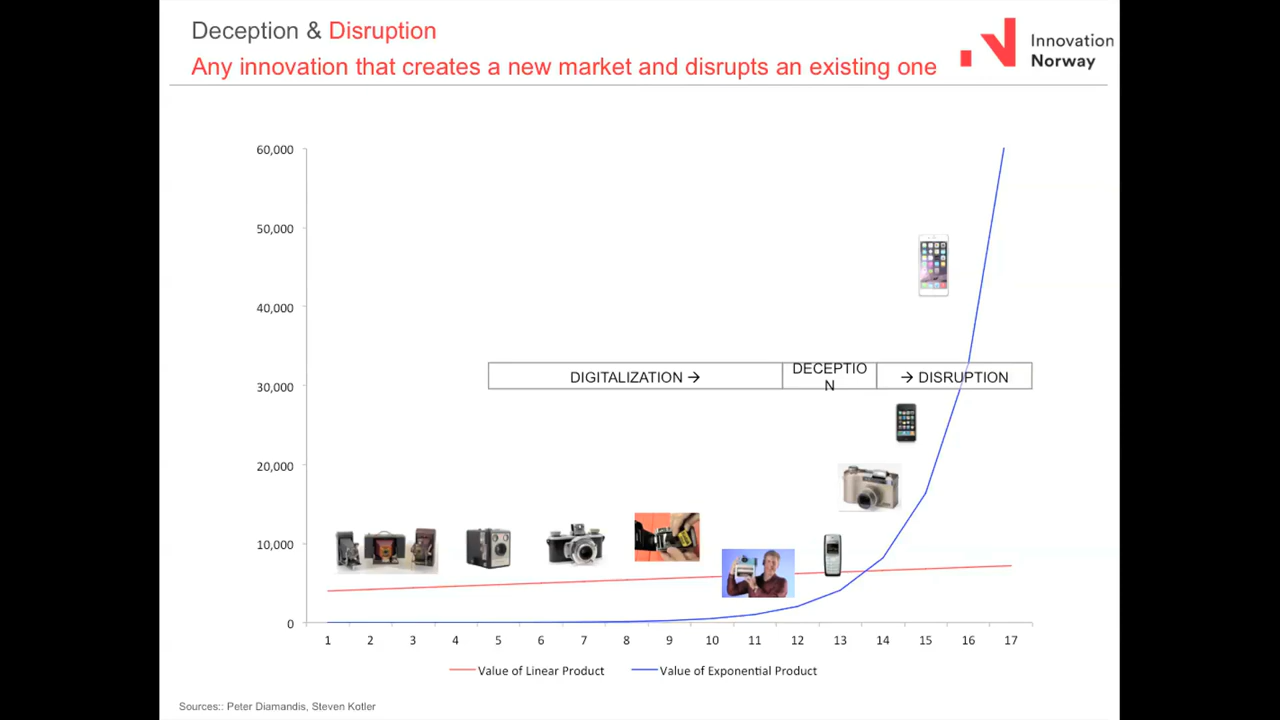 Deception & Disruption
Any innovation that creates a new market and disrupts an existing one
Innovation
Norway
60,000
50,000
40,000
30,000
20,000
10,000
0
DIGITALIZATION →
DECEPTIO
N
→ DISRUPTION
1 2 3 4 5 6 7 8 9 10 11 12 13 14 15 16 17
Value of Linear Product
Value of Exponential Product
Sources:: Peter Diamandis, Steven Kotler